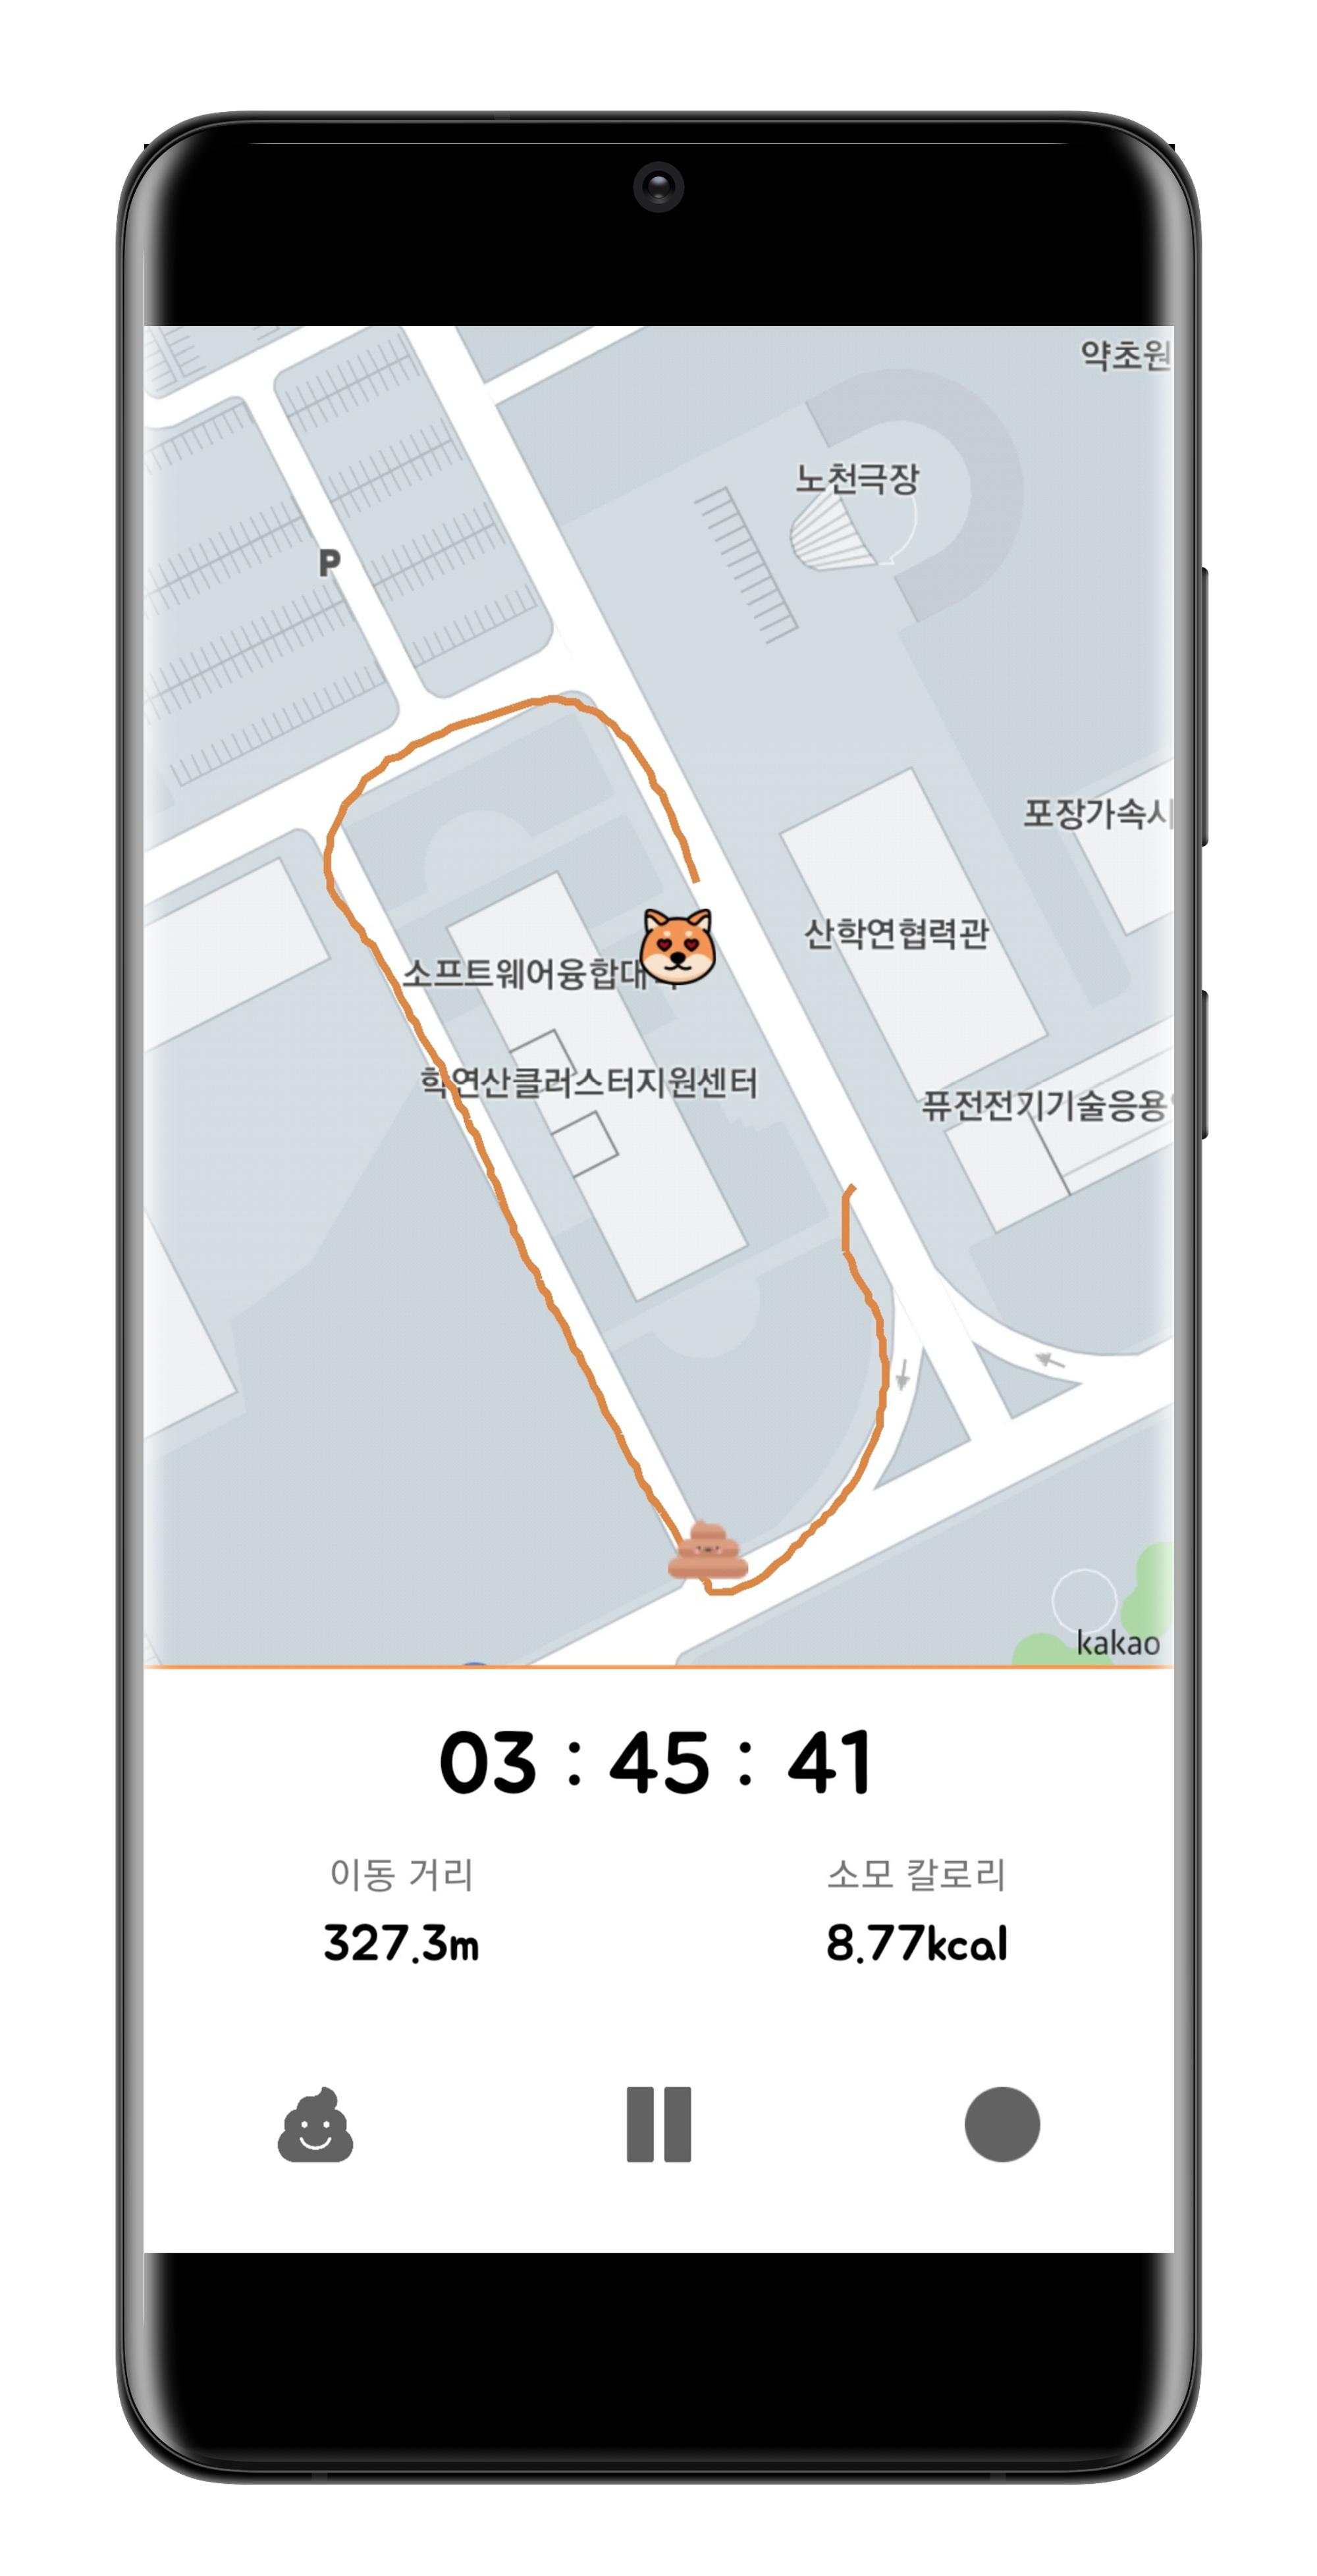 약초원
노천극장
P
포장가속시
산학연협력관
소프트웨어융합대
학연산클러스터지원센터
퓨전전기기술응용
kakao
03 : 45 : 41
이동 거리
소모 칼로리
327.3m
8.77kcal